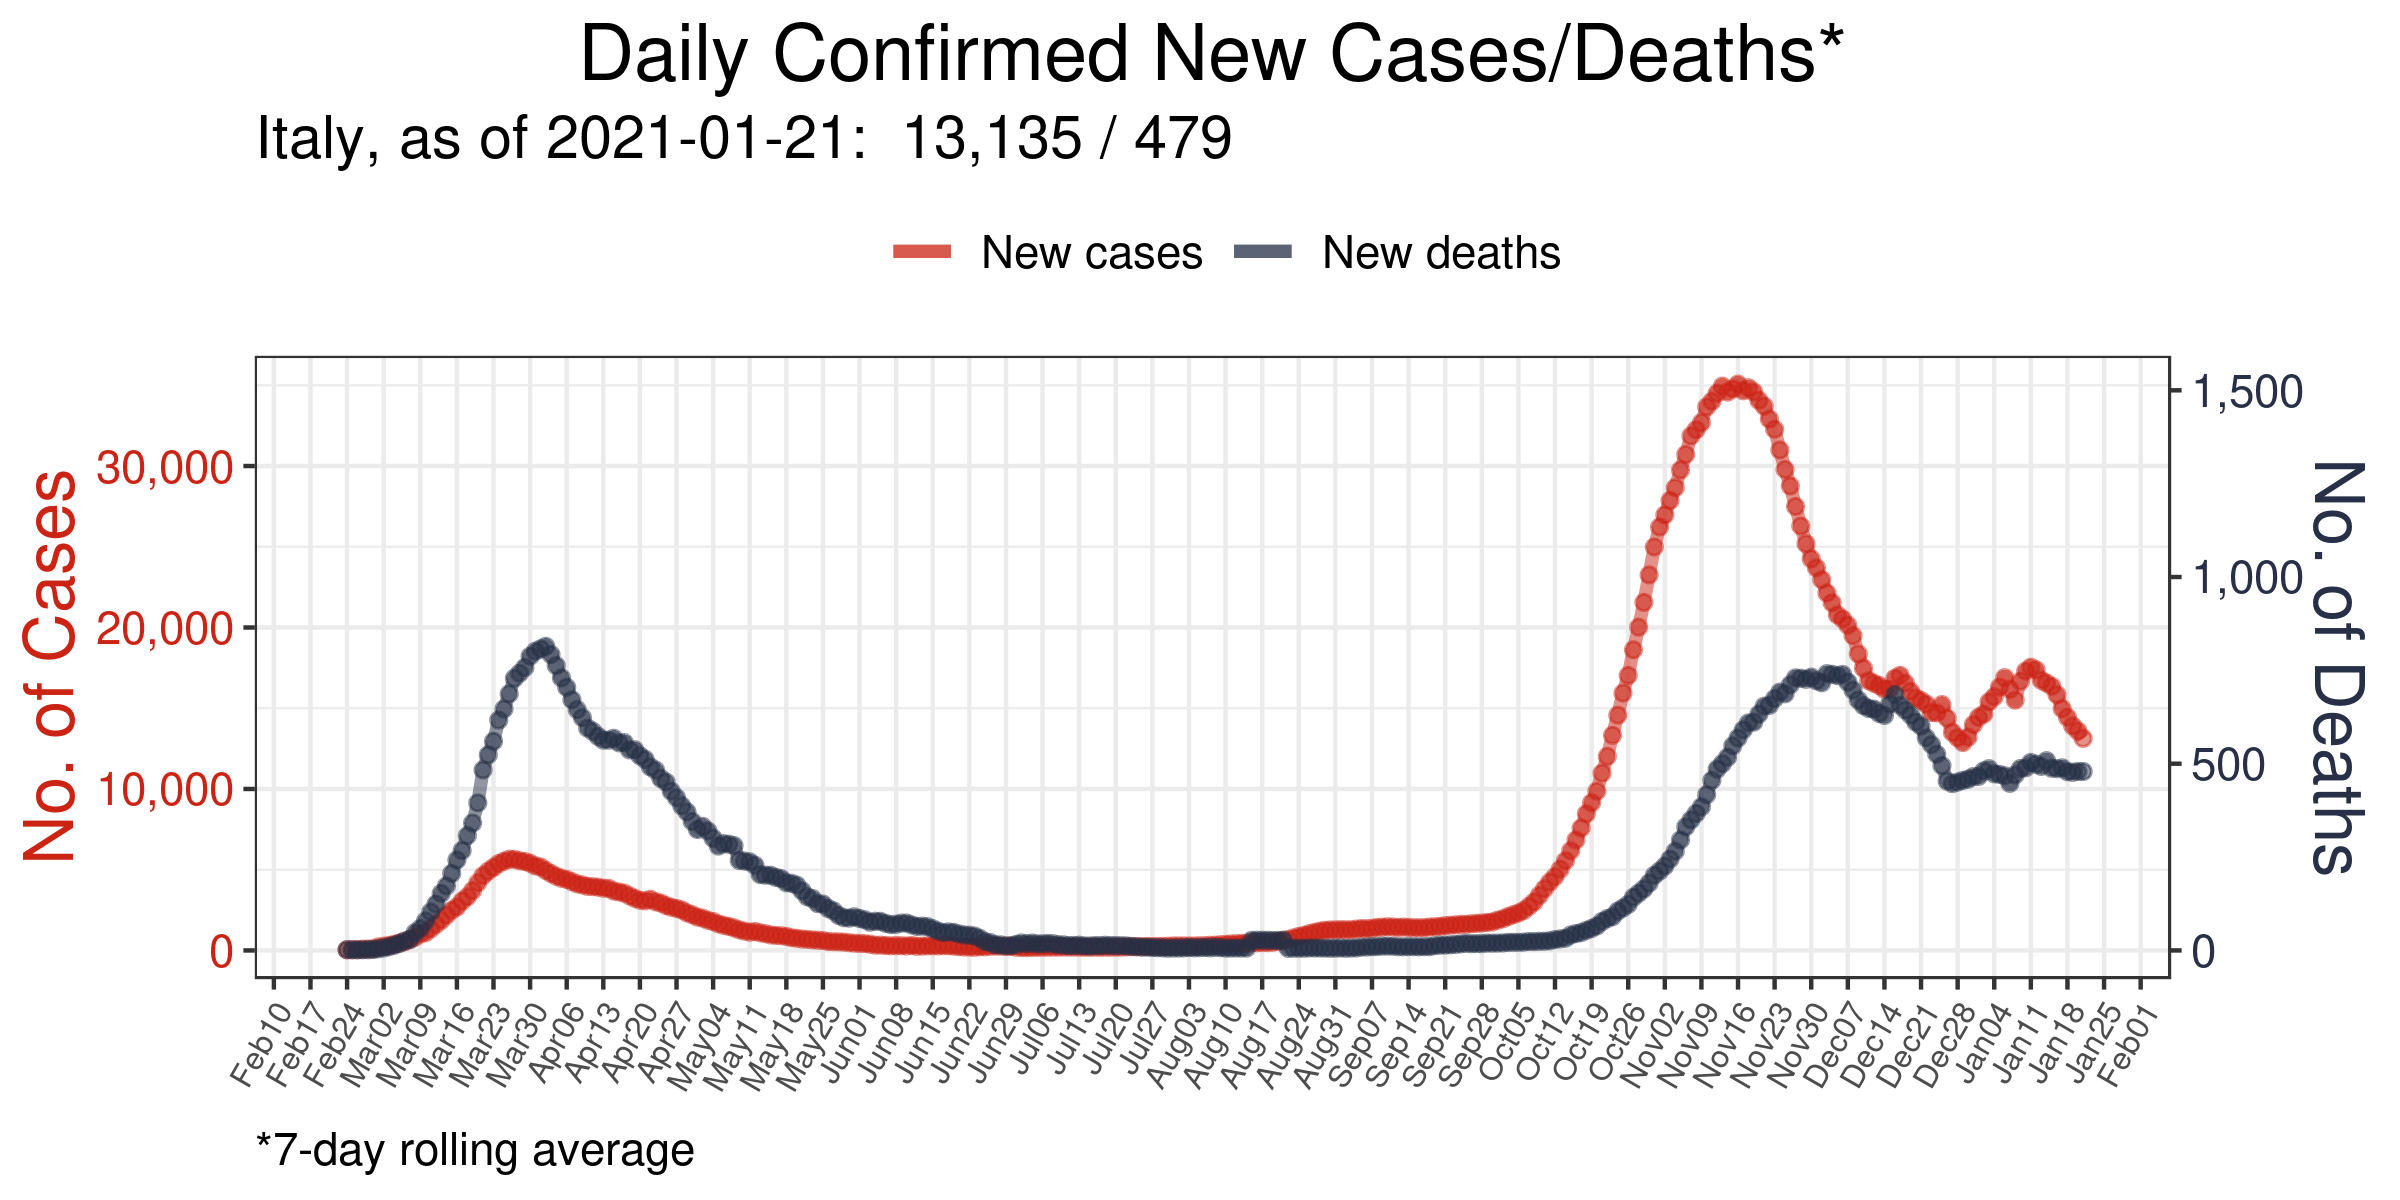 Daily Confirmed New Cases/Deaths*
Italy, as of 2021-01-21:  13,135 / 479
New cases
New deaths
No. of Cases
30,000
20,000
10,000
0
1,500
1,000
500
0
No. of Deaths
Feb10
Feb17
Feb24
Mar02
Mar09
Mar16
Mar23
Mar30
Apr06
Apr13
Apr20
Apr27
May04
May11
May18
May25
Jun01
Jun08
Jun15
Jun22
Jun29
Jul06
Jul13
Jul20
Jul27
Aug03
Aug10
Aug17
Aug24
Aug31
Sep07
Sep14
Sep21
Sep28
Oct05
Oct12
Oct19
Oct26
Nov02
Nov09
Nov16
Nov23
Nov30
Dec07
Dec14
Dec21
Dec28
Jan04
Jan11
Jan18
Jan25
Feb01
*7-day rolling average